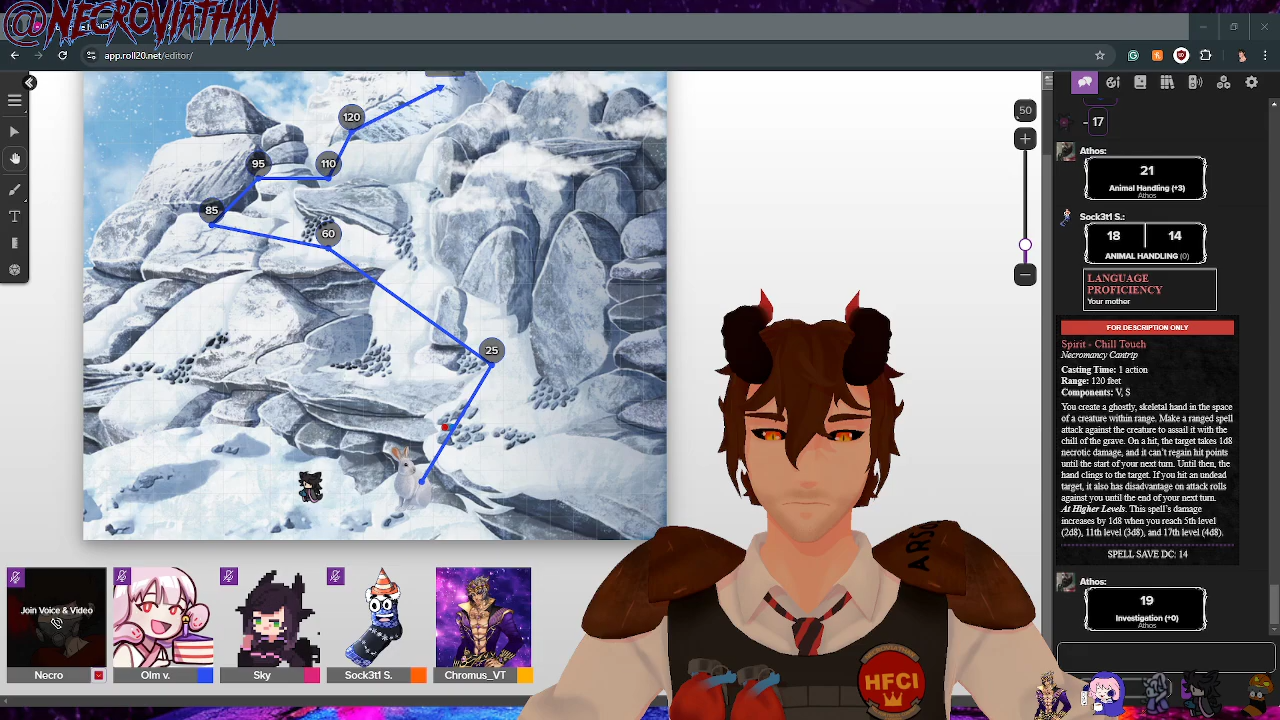 @NECROVIATHAN
app.roll20.net/editor/
50
120
95
110
85
60
25
- 17
Athos:
21
Animal Handling (+3)
Athos
Sock3t1 S.:
18 14
ANIMAL HANDLING (0)
LANGUAGE
PROFICIENCY
Your mother
FOR DESCRIPTION ONLY
Spirit - Chill Touch
Necromancy Cantrip
Casting Time: 1 action
Range: 120 feet
Components: V, S
You create a ghostly, skeletal hand in the space
of a creature within range. Make a ranged spell
attack against the creature to assail it with the
chill of the grave. On a hit, the target takes 1d8
necrotic damage, and it can't regain hit points
until the start of your next turn. Until then, the
hand clings to the target. If you hit an undead
target, it also has disadvantage on attack rolls
against you until the end of your next turn.
At Higher Levels. This spell's damage
increases by 1d8 when you reach 5th level
(2d8), 11th level (3d8), and 17th level (4d8).
SPELL SAVE DC: 14
Athos:
19
Investigation (+0)
Athos
Join Voice & Video
Necro
Olm v.
Sky
Sock3t1 S.
Chromus_VT
HFCI